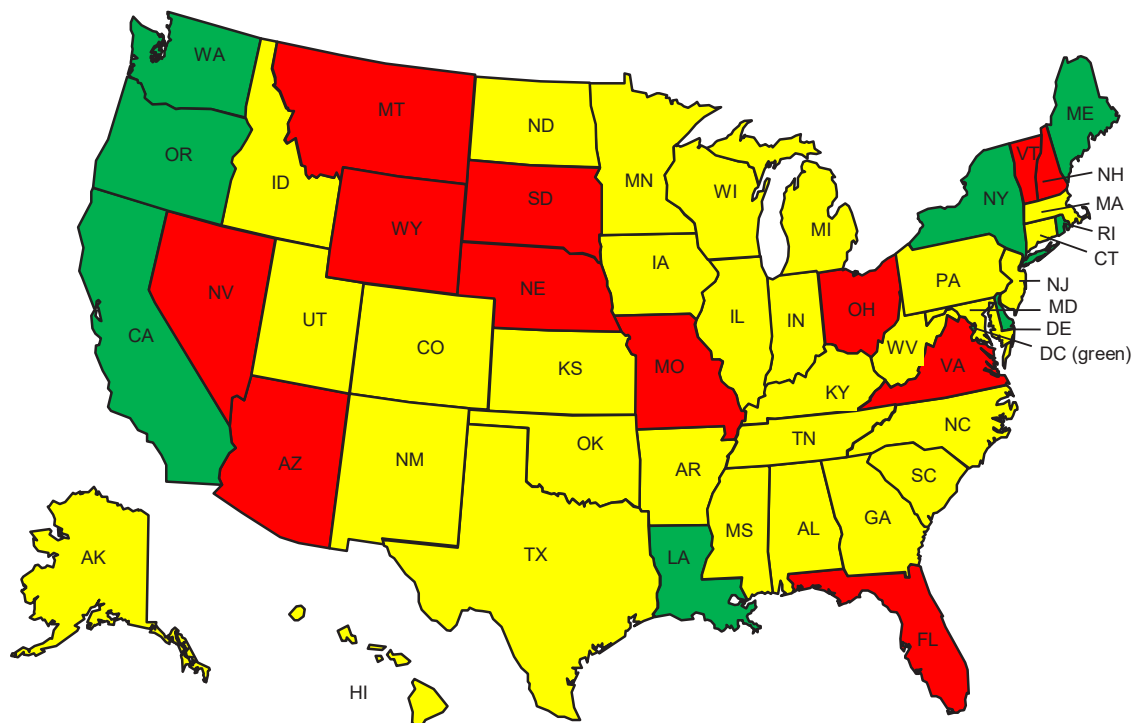 WA
ME
MT
ND
VT
OR
MN
NH
ID
WI
NY
SD
MA
WY
MI
RI
CT
IA
PA
NE
NJ
NV
OH
MD
UT
IL
IN
DE
CA
CO
WV
DC (green)
KS
MO
VA
KY
NC
TN
OK
AZ
NM
AR
SC
GA
MS
AL
TX
LA
AK
FL
HI